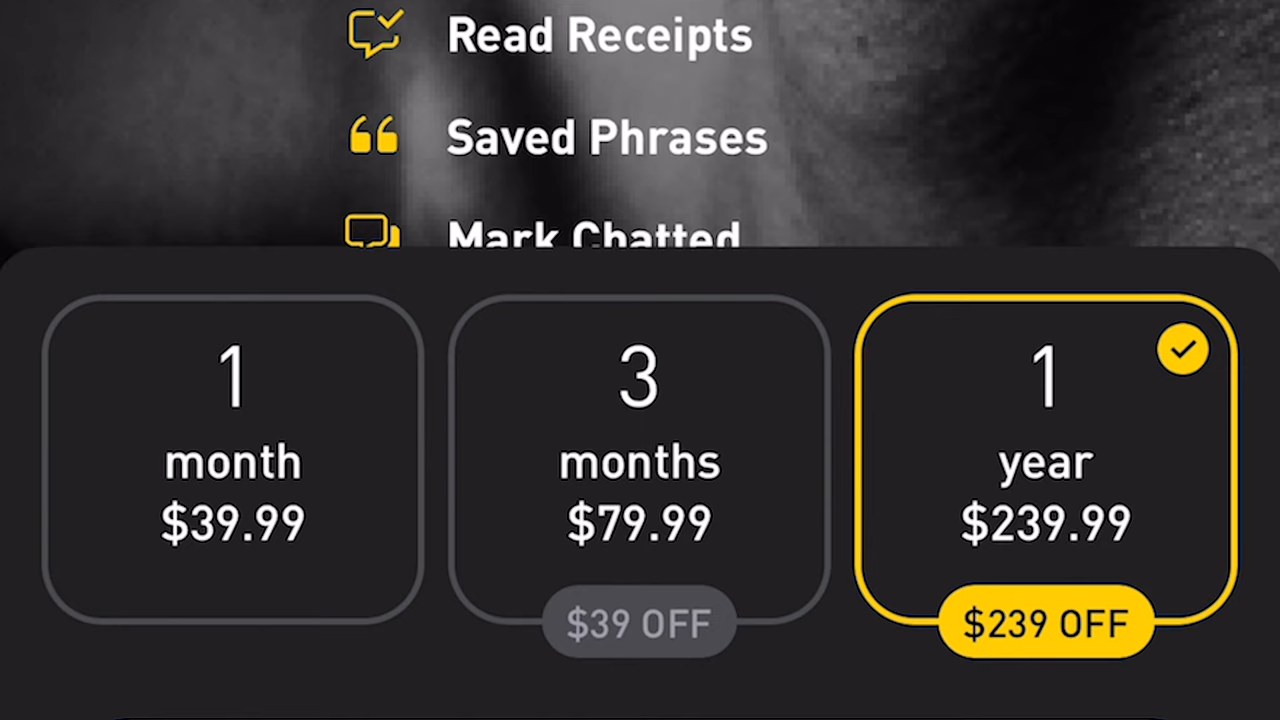 Read Receipts
Saved Phrases
Mark Chatted
1
month
$39.99
3
months
$79.99
$39 OFF
1
year
$239.99
$239 OFF